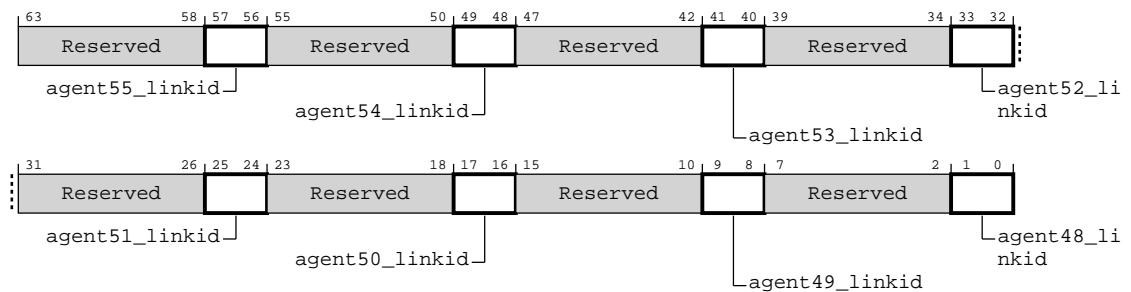 63 58 57 56 55 50 49 48 47 42 41 40 39 34 33 32
Reserved Reserved Reserved Reserved
agent55_linkid
agent54_linkid
agent53_linkid
agent52_li
nkid
31 26 25 24 23 18 17 16 15 10 9 8 7 2 1 0
Reserved Reserved Reserved Reserved
agent51_linkid
agent50_linkid
agent49_linkid
agent48_li
nkid